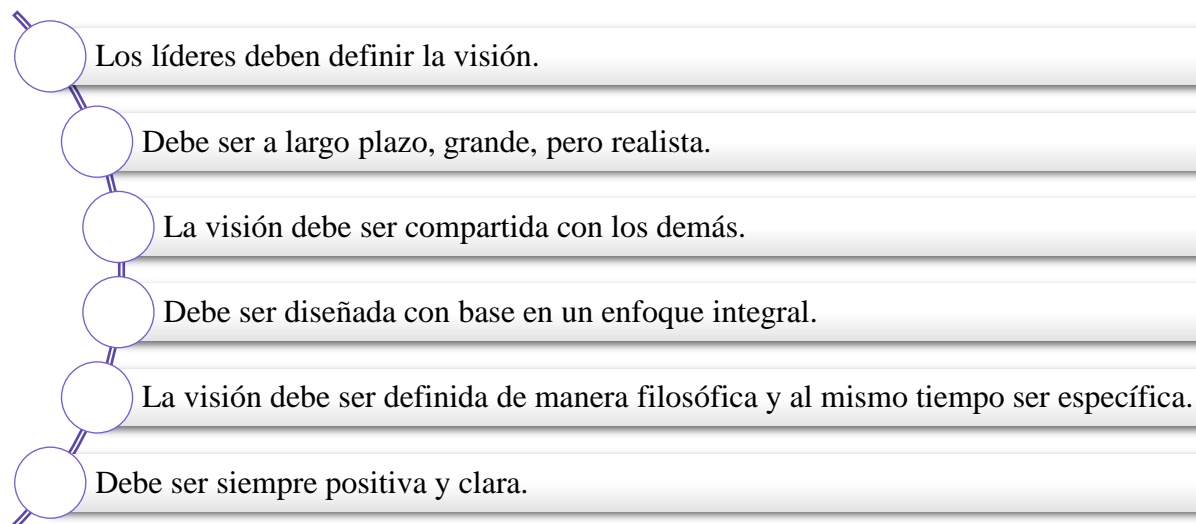 Los líderes deben definir la visión.
Debe ser a largo plazo, grande, pero realista.
La visión debe ser compartida con los demás.
Debe ser diseñada con base en un enfoque integral.
La visión debe ser definida de manera filosófica y al mismo tiempo ser específica.
Debe ser siempre positiva y clara.